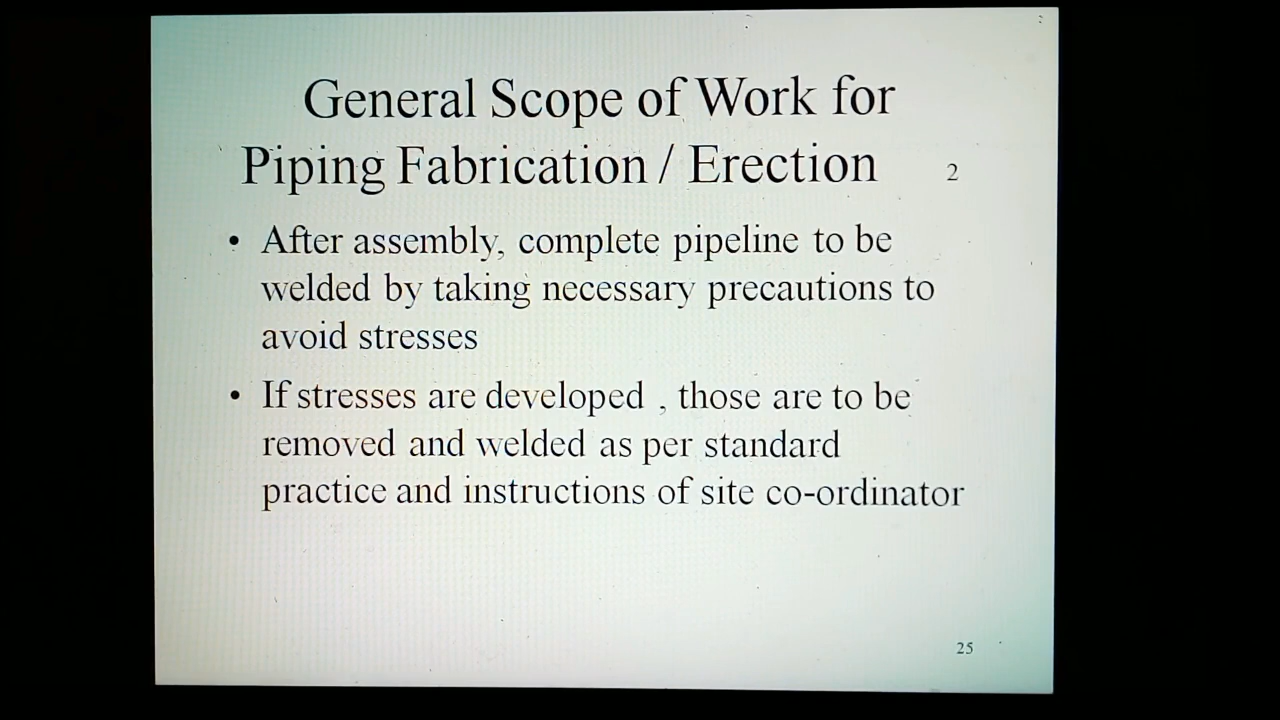 General Scope of Work for
Piping Fabrication / Erection 2
• After assembly, complete pipeline to be
welded by taking necessary precautions to
avoid stresses
• If stresses are developed , those are to be
removed and welded as per standard
practice and instructions of site co-ordinator
25